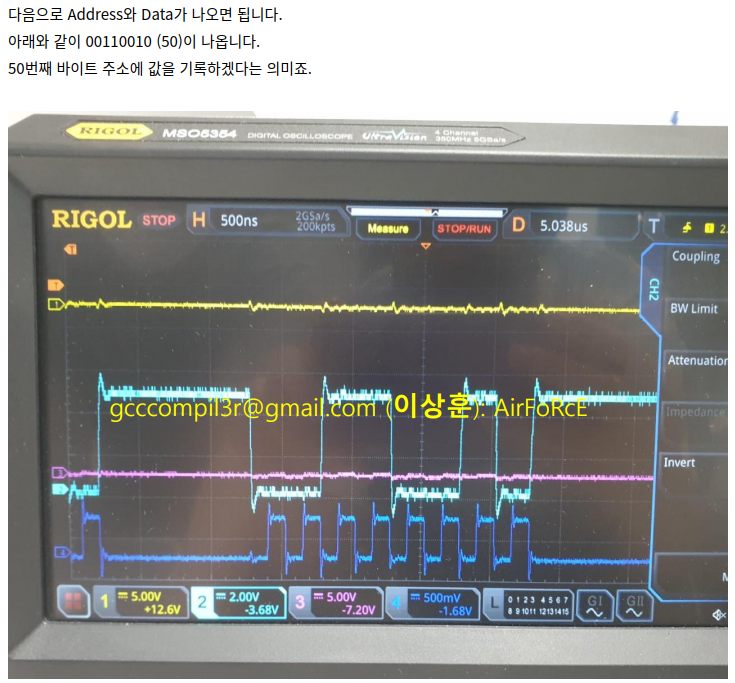 다음으로 Address와 Data가 나오면 됩니다.
아래와 같이 00110010 (50)이 나옵니다.
50번째 바이트 주소에 값을 기록하겠다는 의미죠.
RIGOL MSO5354 DIGITAL OSCILLOSCOPE UltraVision 4 Channel
350MHz 8GSa/s
RIGOL STOP H 500ns 2GSa/s
200kpts
Measure STOP/RUN D 5.038us T 1 2.
T
Coupling
CH2
T
1
BW Limit
Attenuation
gcccompil3r@gmail.com (이상훈): AirFoRcE
Impedance
Invert
3
2
4
1 5.00V
+12.6V
2 2.00V
-3.68V
3 5.00V
-7.20V
4 500mV
-1.68V
L 0 1 2 3 4 5 6 7
8 9 10 11 12 13 14 15
GI GII